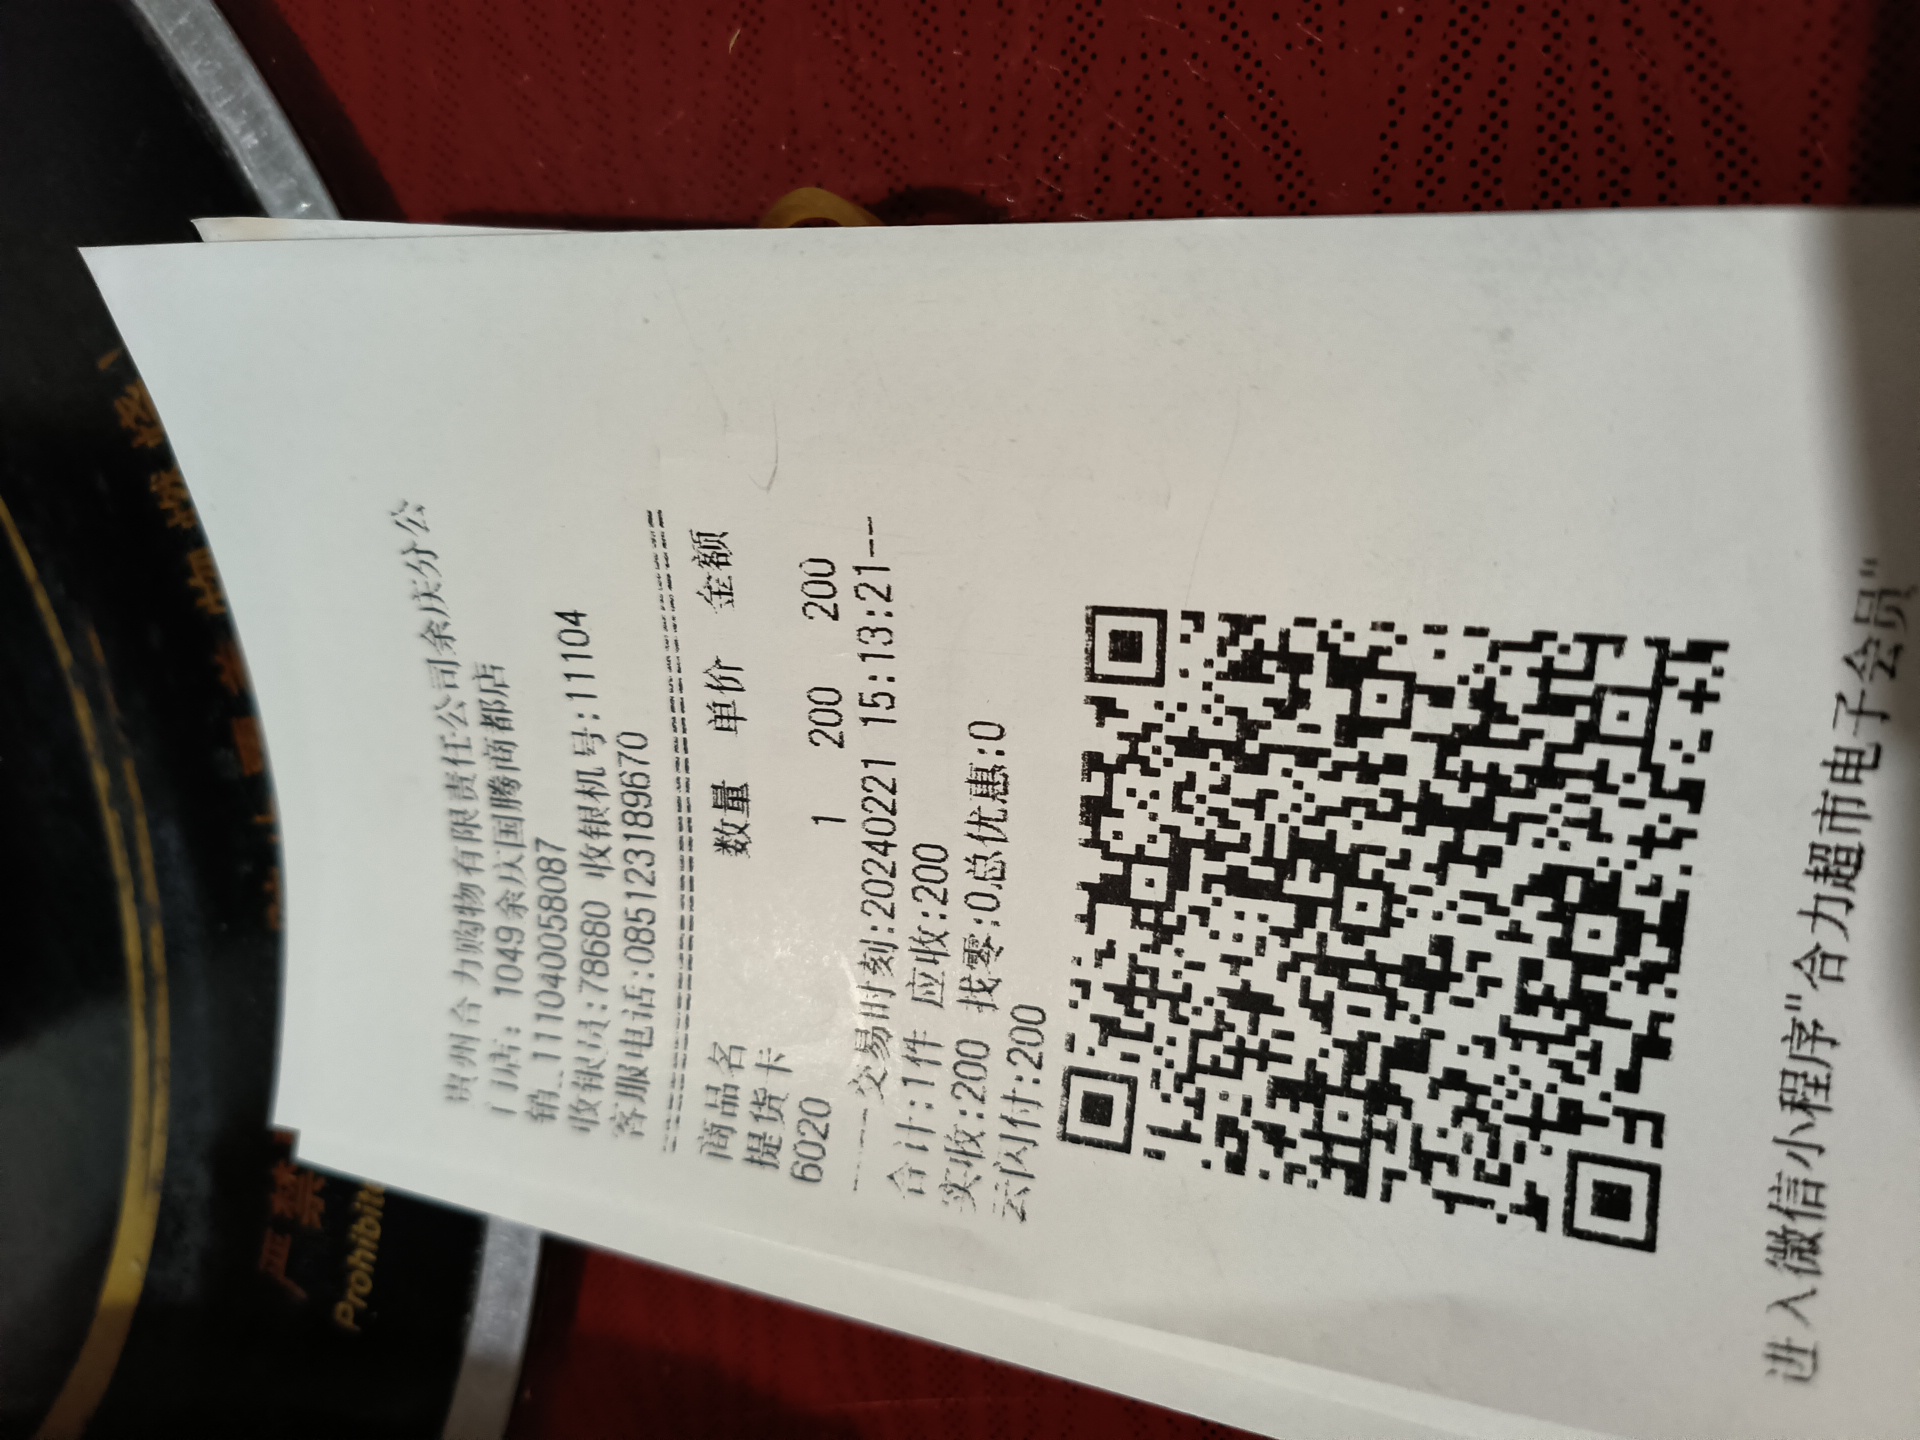 贵州合力购物有限责任公司余庆分公
门店: 1049余庆国腾商都店
销_111040058087
收银员:78680 收银机号:11104
客服电话:085123189670
================================
商品名 数量 单价 金额
提货卡
6020 1 200 200
----交易时刻:20240221 15:13:21--
合计:1件 应收:200
实收:200 找零:0总优惠:0
云闪付:200
进入微信小程序"合力超市电子会员"
严禁
Prohibite